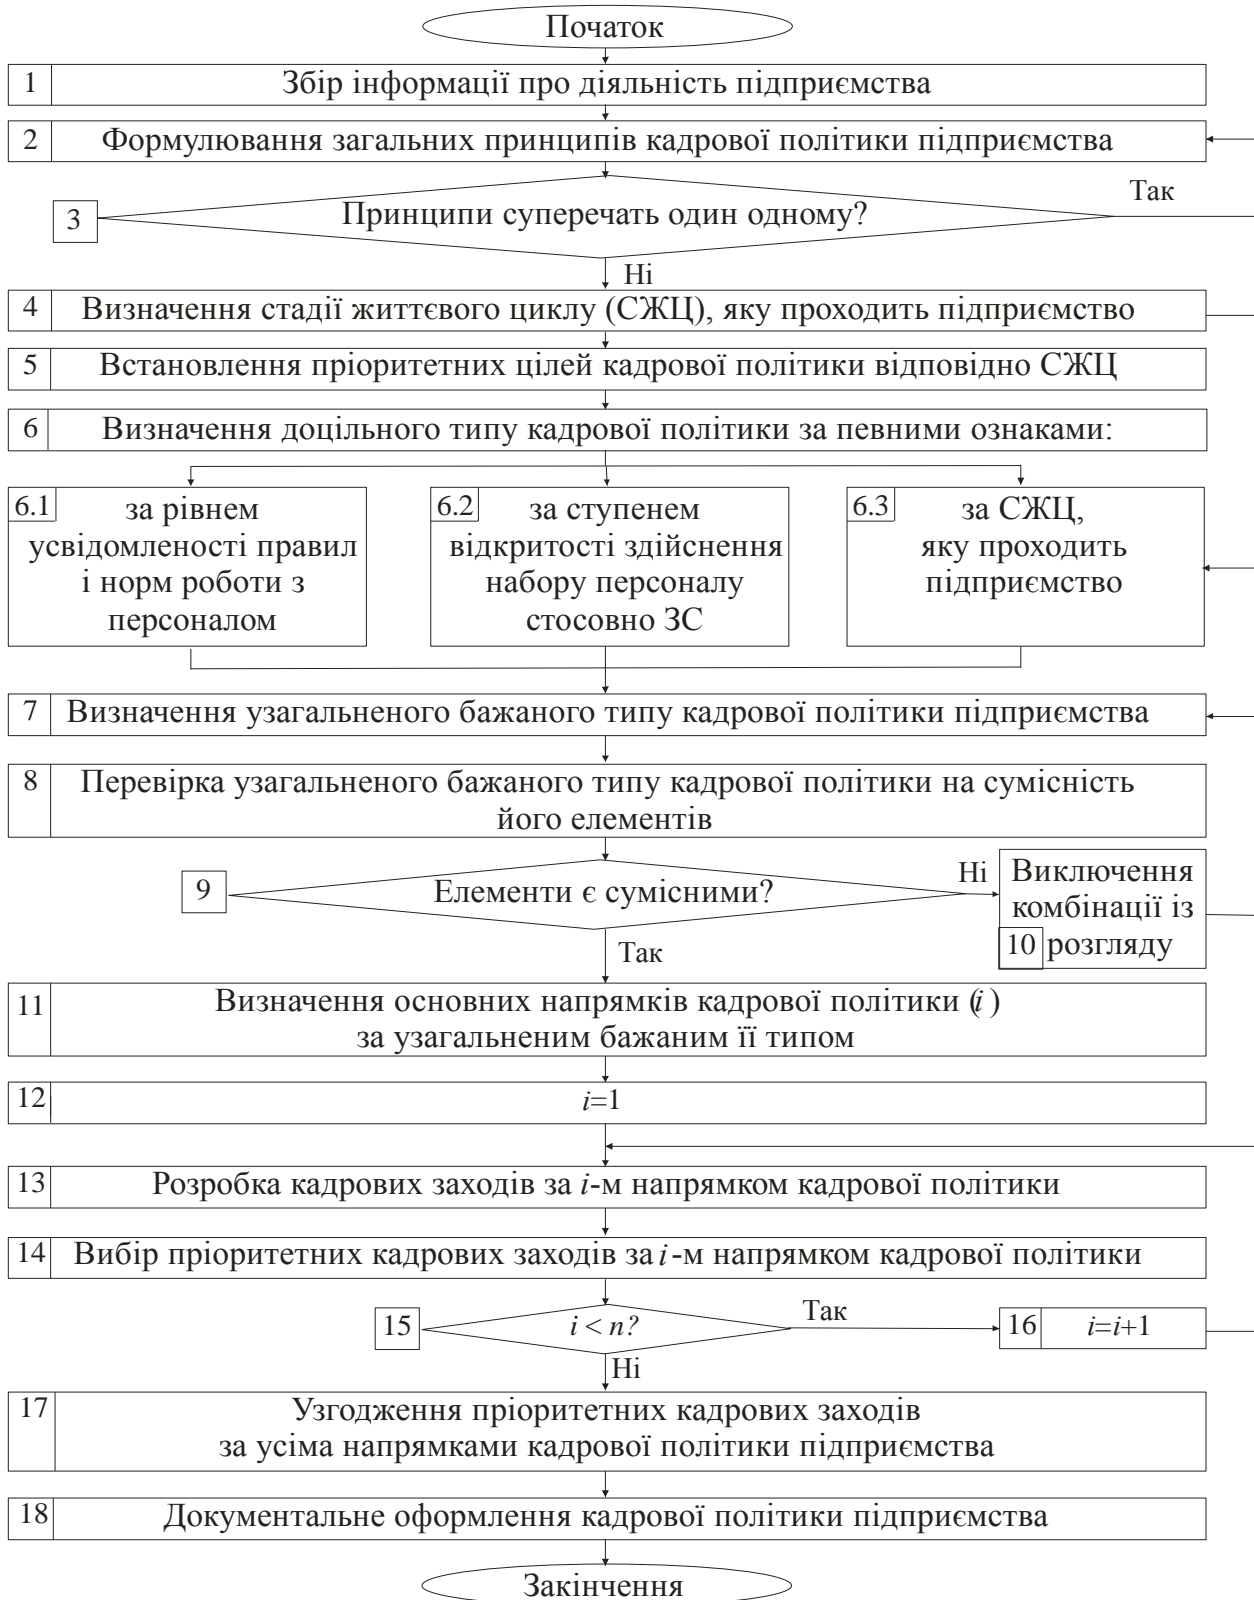 Початок
1 Збір інформації про діяльність підприємства
2 Формулювання загальних принципів кадрової політики підприємства
Так
3 Принципи суперечать один одному?
Ні
4 Визначення стадії життєвого циклу (СЖЦ), яку проходить підприємство
5 Встановлення пріоритетних цілей кадрової політики відповідно СЖЦ
6 Визначення доцільного типу кадрової політики за певними ознаками:
6.1 за рівнем
усвідомленості правил
і норм роботи з
персоналом
6.2 за ступенем
відкритості здійснення
набору персоналу
стосовно ЗС
6.3 за СЖЦ,
яку проходить
підприємство
7 Визначення узагальненого бажаного типу кадрової політики підприємства
8 Перевірка узагальненого бажаного типу кадрової політики на сумісність
його елементів
9 Елементи є сумісними?
Ні
Виключення
комбінації із
10 розгляду
Так
11 Визначення основних напрямків кадрової політики (i)
за узагальненим бажаним її типом
12 i=1
13 Розробка кадрових заходів за i-м напрямком кадрової політики
14 Вибір пріоритетних кадрових заходів за i-м напрямком кадрової політики
15 i < n?
Так
16 i=i+1
Ні
17 Узгодження пріоритетних кадрових заходів
за усіма напрямками кадрової політики підприємства
18 Документальне оформлення кадрової політики підприємства
Закінчення